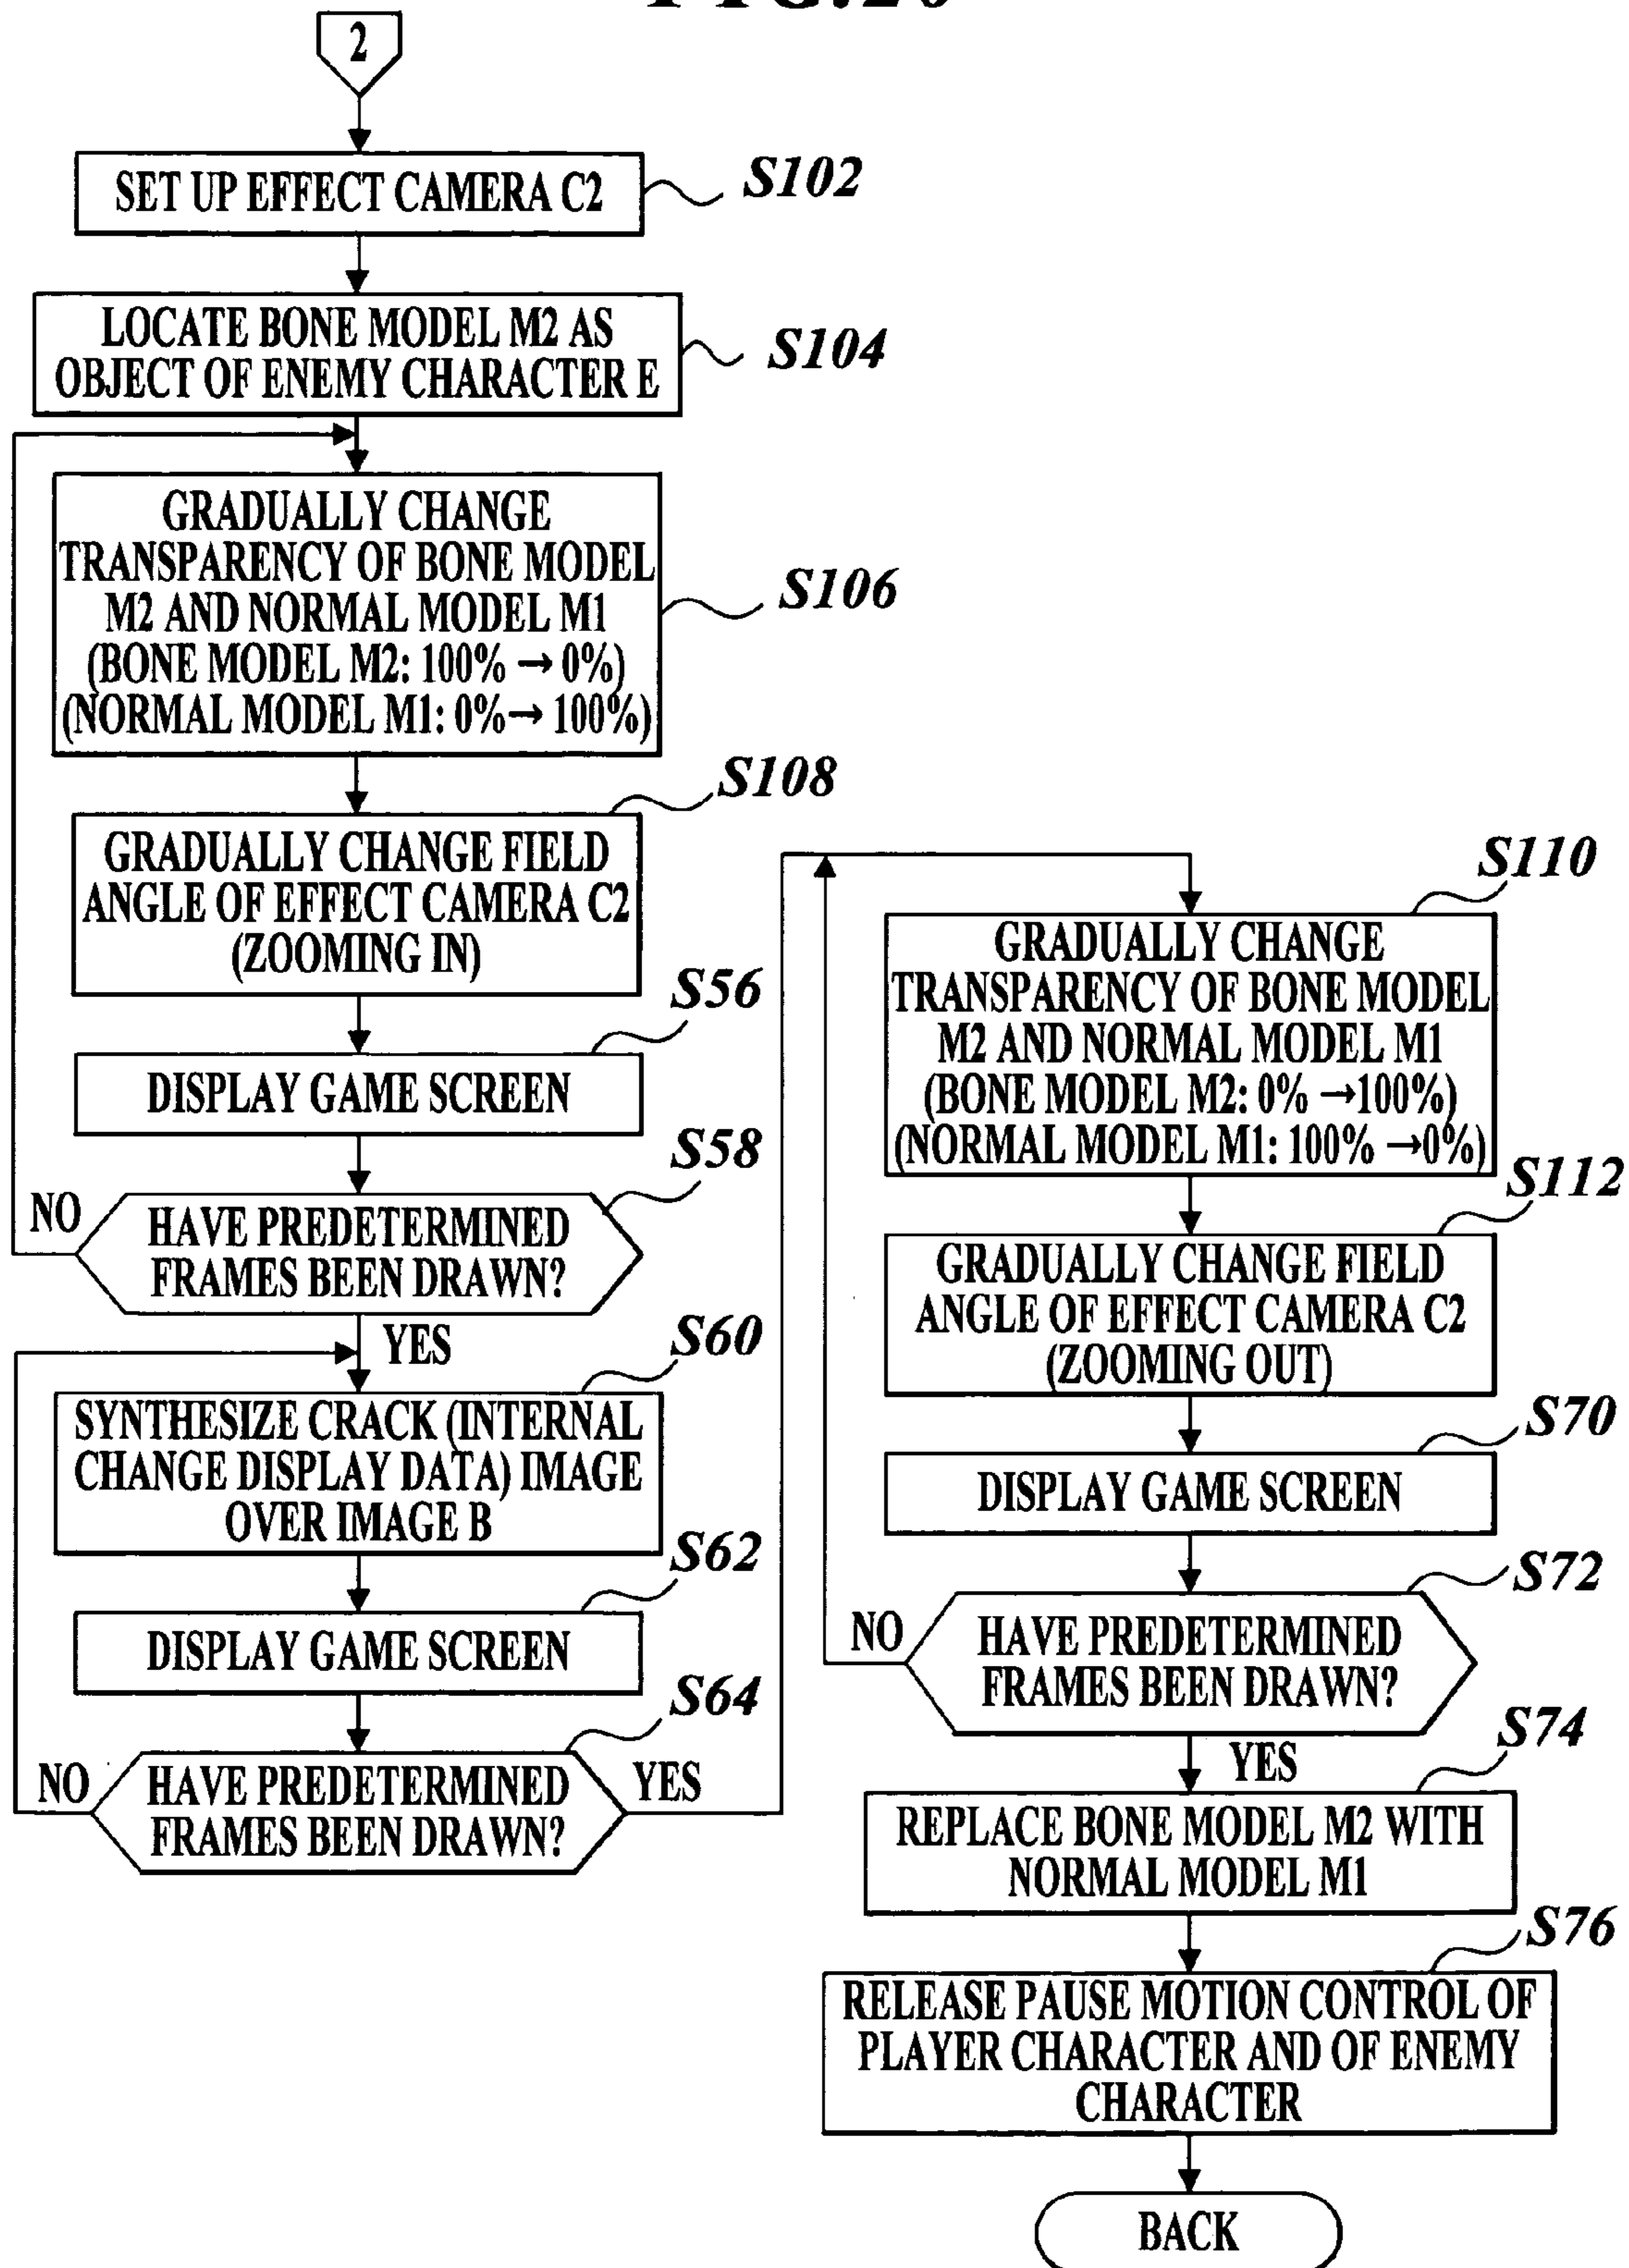 FIG.20
2
SET UP EFFECT CAMERA C2
S102
LOCATE BONE MODEL M2 AS
OBJECT OF ENEMY CHARACTER E
S104
GRADUALLY CHANGE
TRANSPARENCY OF BONE MODEL
M2 AND NORMAL MODEL M1
(BONE MODEL M2: 100% → 0%)
(NORMAL MODEL M1: 0%→ 100%)
S106
S108
GRADUALLY CHANGE FIELD
ANGLE OF EFFECT CAMERA C2
(ZOOMING IN)
S56
DISPLAY GAME SCREEN
S58
NO
HAVE PREDETERMINED
FRAMES BEEN DRAWN?
YES
S60
SYNTHESIZE CRACK (INTERNAL
CHANGE DISPLAY DATA) IMAGE
OVER IMAGE B
S62
DISPLAY GAME SCREEN
S64
NO
HAVE PREDETERMINED
FRAMES BEEN DRAWN?
YES
S110
GRADUALLY CHANGE
TRANSPARENCY OF BONE MODEL
M2 AND NORMAL MODEL M1
(BONE MODEL M2: 0% →100%)
(NORMAL MODEL M1: 100% →0%)
S112
GRADUALLY CHANGE FIELD
ANGLE OF EFFECT CAMERA C2
(ZOOMING OUT)
S70
DISPLAY GAME SCREEN
S72
NO
HAVE PREDETERMINED
FRAMES BEEN DRAWN?
YES
S74
REPLACE BONE MODEL M2 WITH
NORMAL MODEL M1
S76
RELEASE PAUSE MOTION CONTROL OF
PLAYER CHARACTER AND OF ENEMY
CHARACTER
BACK